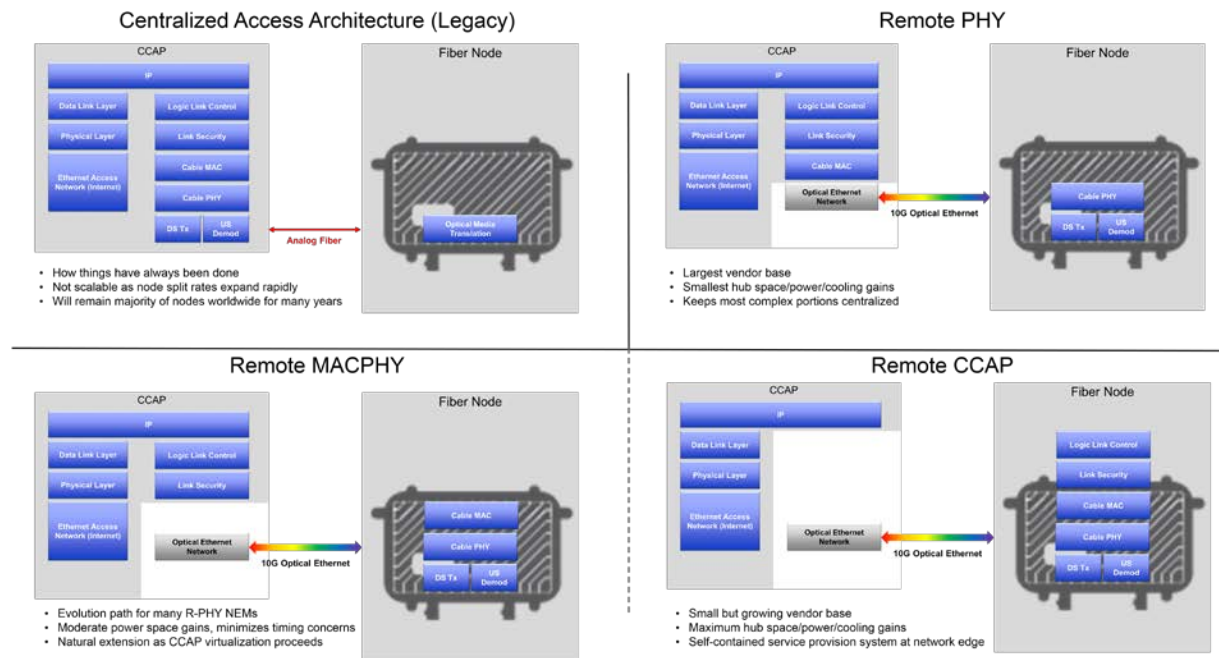 Centralized Access Architecture (Legacy)
CCAP
Fiber Node
IP
Data Link Layer
Logic Link Control
Physical Layer
Link Security
Ethernet Access
Network (Internet)
Cable MAC
Cable PHY
DS Tx
US
Demod
Analog Fiber
Optical Media
Translation
• How things have always been done
• Not scalable as node split rates expand rapidly
• Will remain majority of nodes worldwide for many years
Remote PHY
CCAP
Fiber Node
IP
Data Link Layer
Logic Link Control
Physical Layer
Link Security
Ethernet Access
Network (Internet)
Cable MAC
Optical Ethernet
Network
10G Optical Ethernet
Cable PHY
DS Tx
US
Demod
• Largest vendor base
• Smallest hub space/power/cooling gains
• Keeps most complex portions centralized
Remote MACPHY
CCAP
Fiber Node
IP
Data Link Layer
Logic Link Control
Physical Layer
Link Security
Ethernet Access
Network (Internet)
Optical Ethernet
Network
10G Optical Ethernet
Cable MAC
Cable PHY
DS Tx
US
Demod
• Evolution path for many R-PHY NEMs
• Moderate power space gains, minimizes timing concerns
• Natural extension as CCAP virtualization proceeds
Remote CCAP
CCAP
Fiber Node
IP
Data Link Layer
Physical Layer
Ethernet Access
Network (Internet)
Optical Ethernet
Network
10G Optical Ethernet
Logic Link Control
Link Security
Cable MAC
Cable PHY
DS Tx
US
Demod
• Small but growing vendor base
• Maximum hub space/power/cooling gains
• Self-contained service provision system at network edge